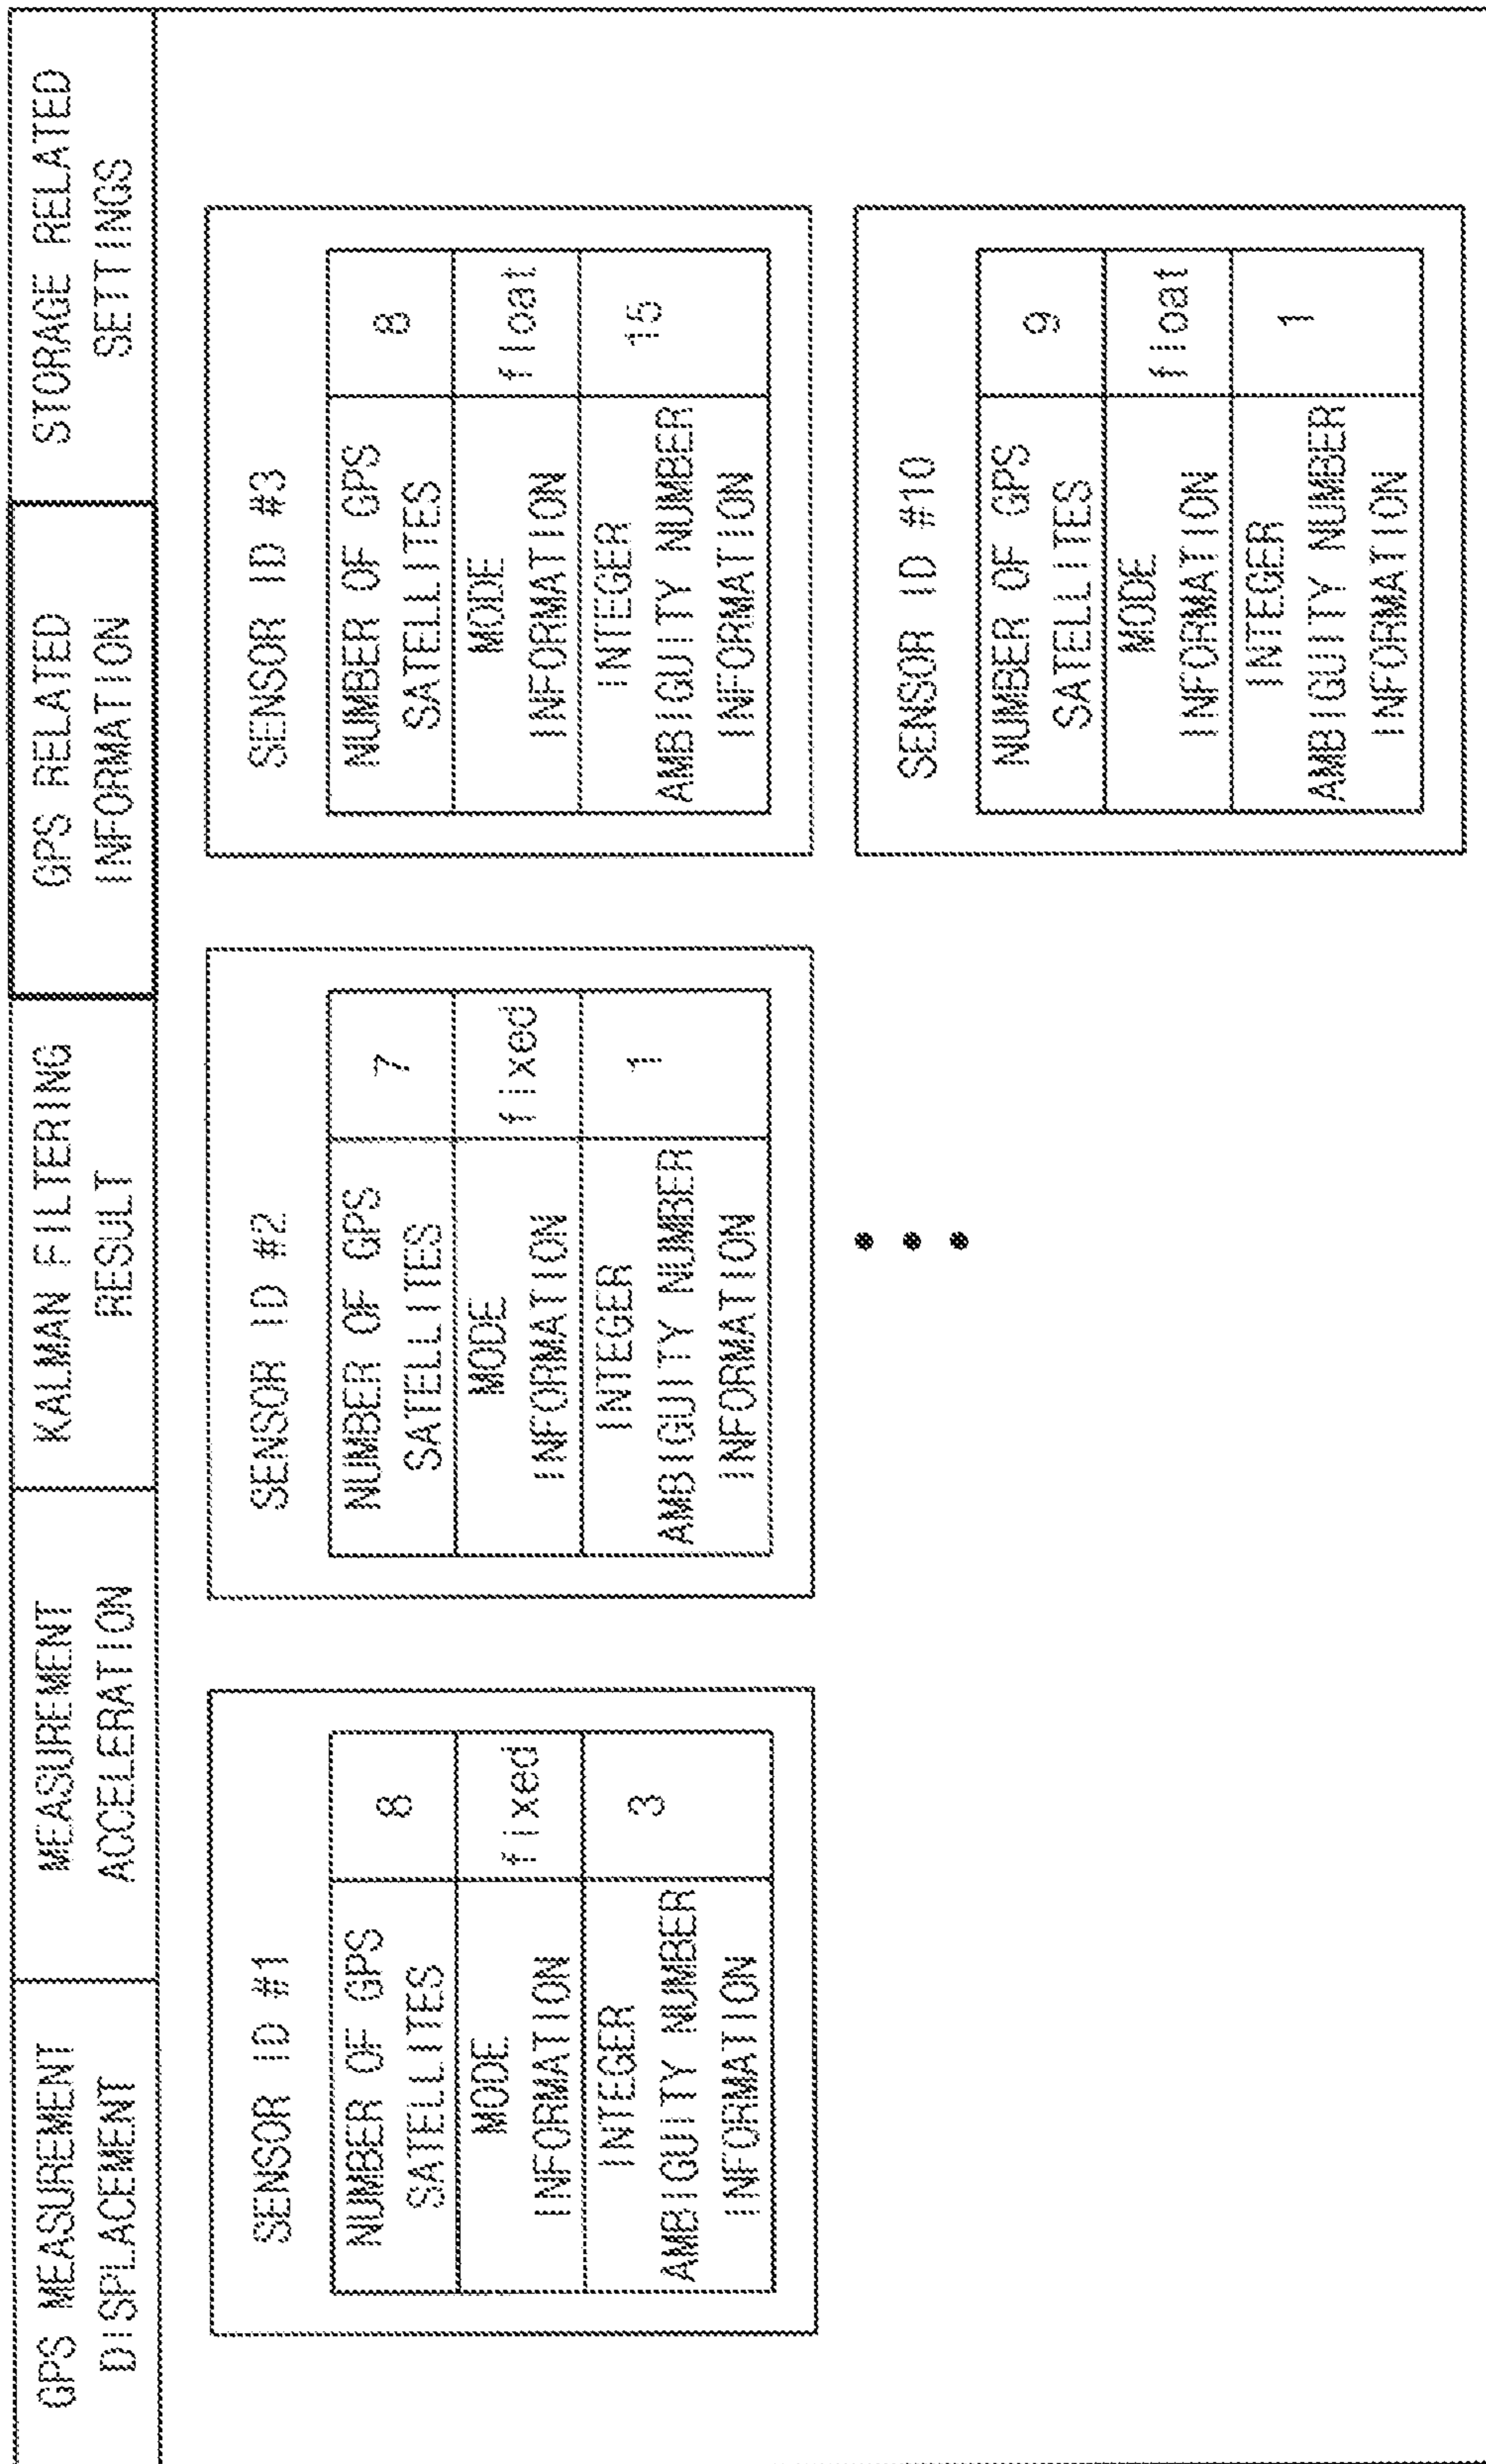 GPS MEASUREMENT
DISPLACEMENT
MEASUREMENT
ACCELERATION
KALMAN FILTERING
RESULT
GPS RELATED
INFORMATION
STORAGE RELATED
SETTINGS
SENSOR ID #1
NUMBER OF GPS
SATELLITES
8
MODE
INFORMATION
fixed
INTEGER
AMBIGUITY NUMBER
INFORMATION
3
SENSOR ID #2
NUMBER OF GPS
SATELLITES
7
MODE
INFORMATION
fixed
INTEGER
AMBIGUITY NUMBER
INFORMATION
1
SENSOR ID #3
NUMBER OF GPS
SATELLITES
8
MODE
INFORMATION
float
INTEGER
AMBIGUITY NUMBER
INFORMATION
15
SENSOR ID #10
NUMBER OF GPS
SATELLITES
9
MODE
INFORMATION
float
INTEGER
AMBIGUITY NUMBER
INFORMATION
1